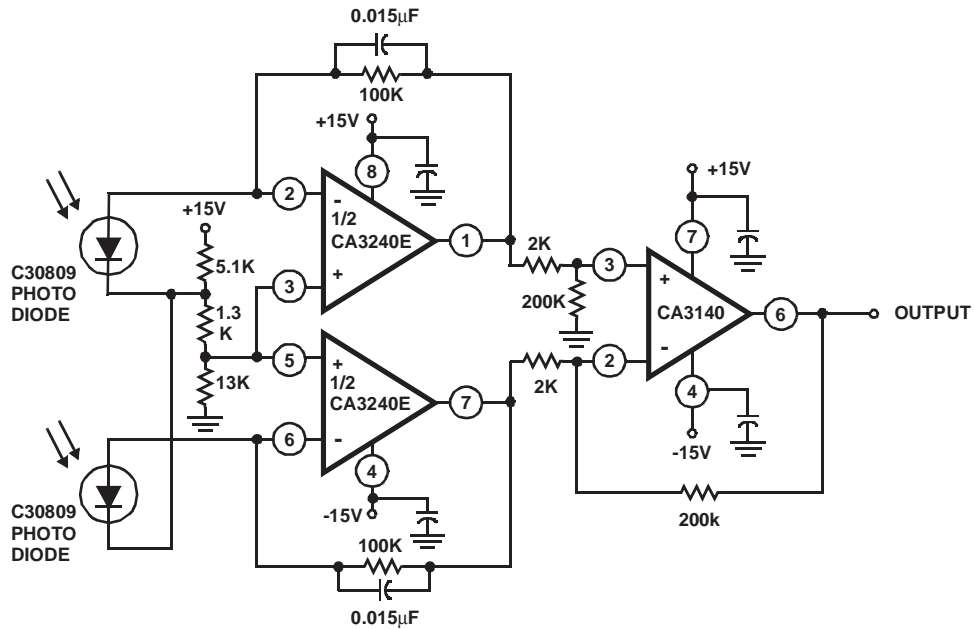 0.015µF
100K
+15V
8
2
-
1/2
CA3240E
1
+15V
5.1K
C30809
PHOTO
DIODE
3
+
1.3
K
13K
5
+
1/2
CA3240E
7
6
-
4
-15V
C30809
PHOTO
DIODE
100K
0.015µF
2K
3
200K
+15V
7
+
CA3140
6
OUTPUT
2K
2
-
4
-15V
200k